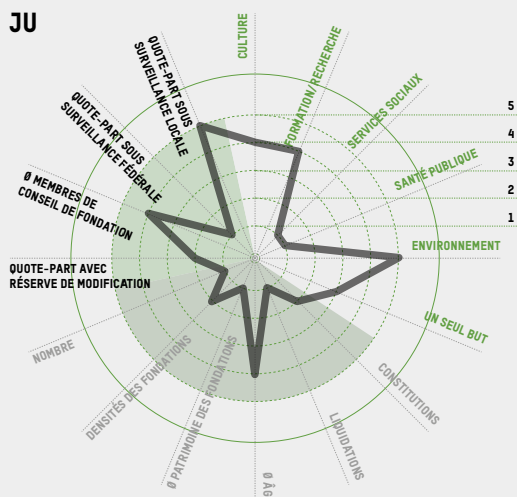 JU
CULTURE
FORMATION/RECHERCHE
SERVICES SOCIAUX
SANTÉ PUBLIQUE
ENVIRONNEMENT
UN SEUL BUT
CONSTITUTIONS
LIQUIDATIONS
Ø ÂG
Ø PATRIMOINE DES FONDATIONS
DENSITÉS DES FONDATIONS
NOMBRE
QUOTE-PART AVEC
RÉSERVE DE MODIFICATION
Ø MEMBRES DE
CONSEIL DE FONDATION
QUOTE-PART SOUS
SURVEILLANCE FÉDÉRALE
QUOTE-PART SOUS
SURVEILLANCE LOCALE
5
4
3
2
1